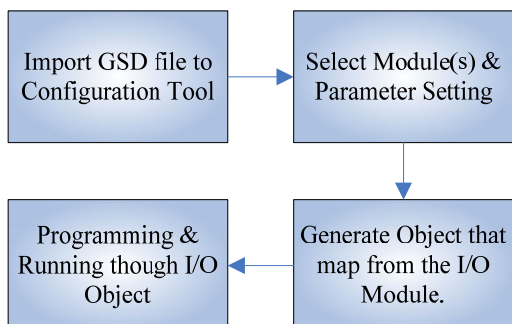 Import GSD file to
Configuration Tool
Select Module(s) &
Parameter Setting
Generate Object that
map from the I/O
Module.
Programming &
Running though I/O
Object